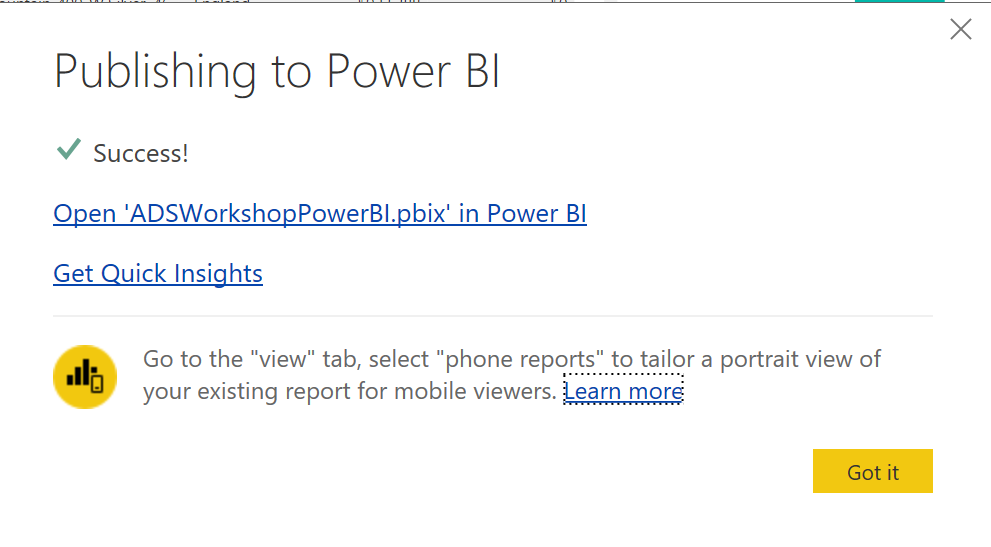 Publishing to Power BI
Success!
Open 'ADSWorkshopPowerBI.pbix' in Power BI
Get Quick Insights
Go to the "view" tab, select "phone reports" to tailor a portrait view of
your existing report for mobile viewers. Learn more
Got it